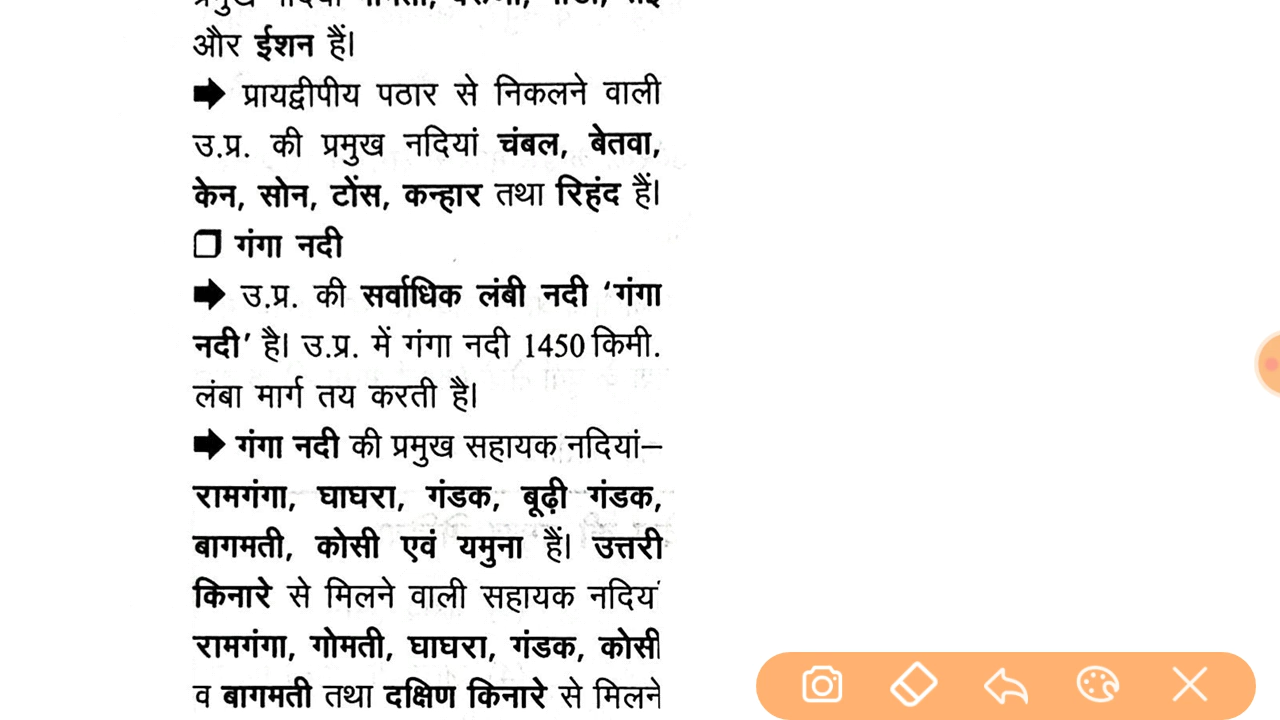 और ईशन हैं।
➡ प्रायद्वीपीय पठार से निकलने वाली
उ.प्र. की प्रमुख नदियां चंबल, बेतवा,
केन, सोन, टोंस, कन्हार तथा रिहंद हैं।
❒ गंगा नदी
➡ उ.प्र. की सर्वाधिक लंबी नदी ‘गंगा
नदी’ है। उ.प्र. में गंगा नदी 1450 किमी.
लंबा मार्ग तय करती है।
➡ गंगा नदी की प्रमुख सहायक नदियां–
रामगंगा, घाघरा, गंडक, बूढ़ी गंडक,
बागमती, कोसी एवं यमुना हैं। उत्तरी
किनारे से मिलने वाली सहायक
रामगंगा, गोमती, घाघरा, गंडक, कोसी
व बागमती तथा दक्षिण किनारे से मिलने